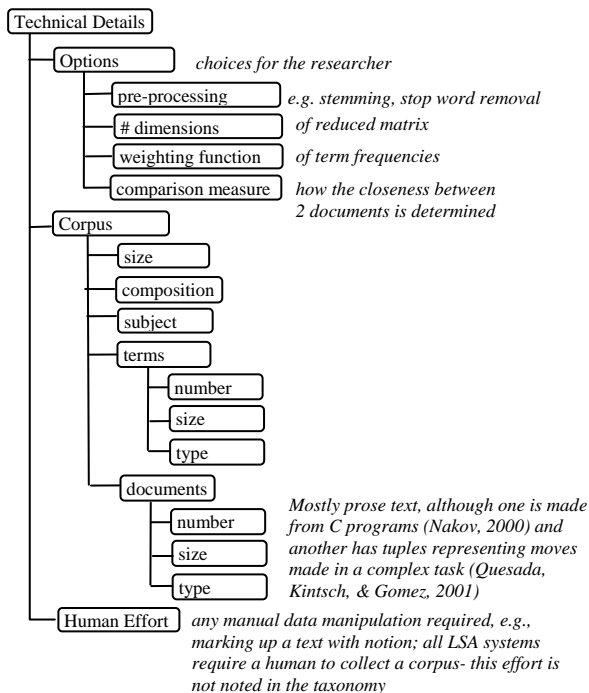 Technical Details
Options choices for the researcher
pre-processing e.g. stemming, stop word removal
# dimensions of reduced matrix
weighting function of term frequencies
comparison measure how the closeness between
2 documents is determined
Corpus
size
composition
subject
terms
number
size
type
documents
number
size
type
Mostly prose text, although one is made
from C programs (Nakov, 2000) and
another has tuples representing moves
made in a complex task (Quesada,
Kintsch, & Gomez, 2001)
Human Effort any manual data manipulation required, e.g.,
marking up a text with notion; all LSA systems
require a human to collect a corpus- this effort is
not noted in the taxonomy